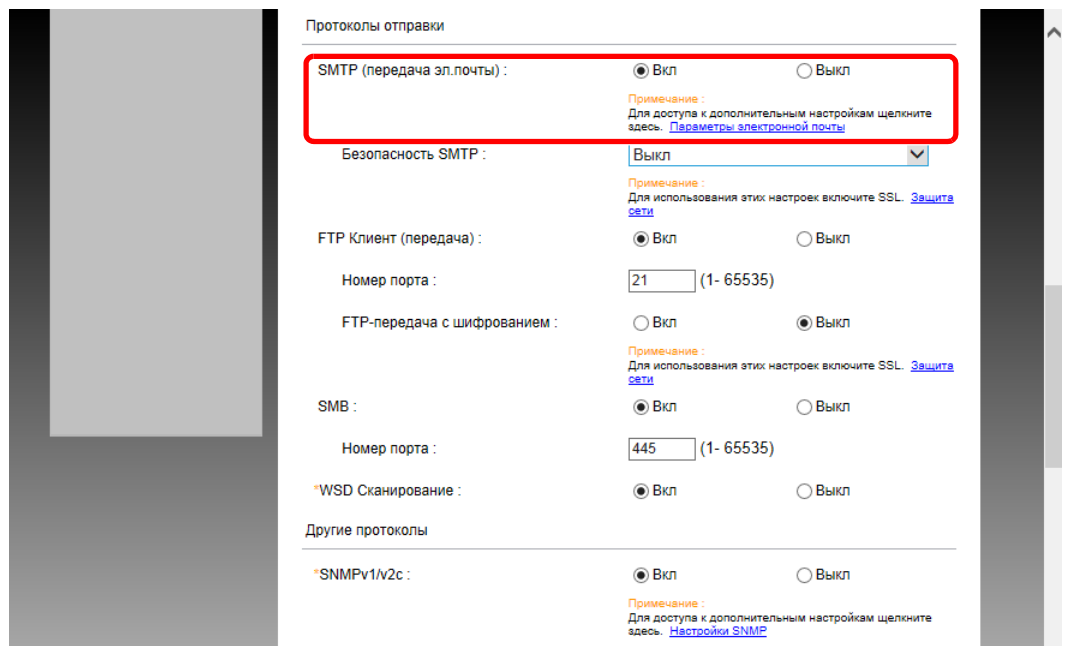 Протоколы отправки
SMTP (передача эл.почты) : Вкл Выкл
Примечание :
Для доступа к дополнительным настройкам щелкните
здесь. Параметры электронной почты
Безопасность SMTP : Выкл
Примечание :
Для использования этих настроек включите SSL. Защита
сети
FTP Клиент (передача) : Вкл Выкл
Номер порта : 21 (1- 65535)
FTP-передача с шифрованием : Вкл Выкл
Примечание :
Для использования этих настроек включите SSL. Защита
сети
SMB : Вкл Выкл
Номер порта : 445 (1- 65535)
*WSD Сканирование : Вкл Выкл
Другие протоколы
*SNMPv1/v2c : Вкл Выкл
Примечание :
Для доступа к дополнительным настройкам щелкните
здесь. Настройки SNMP